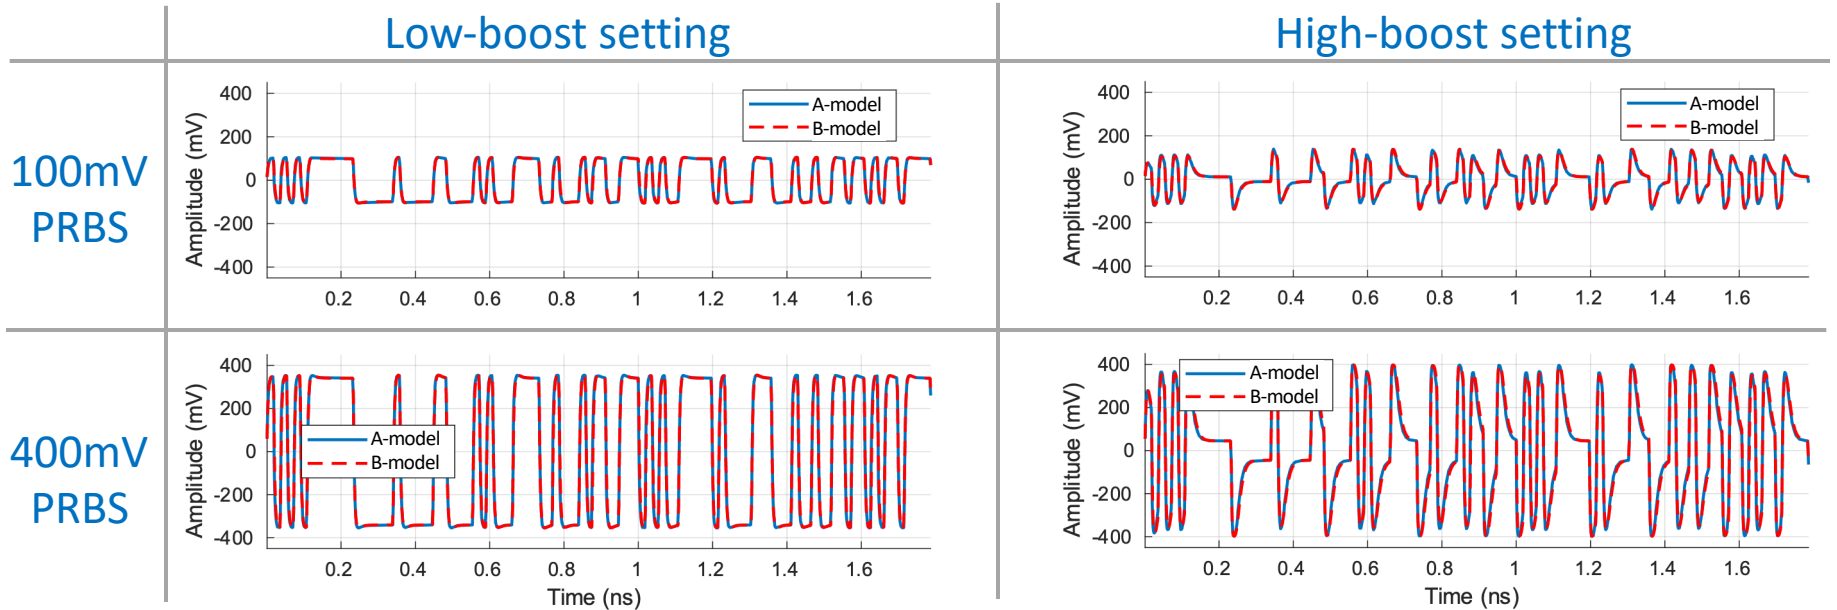 Low-boost setting
High-boost setting
100mV
PRBS
Amplitude (mV)
400
200
0
-200
-400
A-model
B-model
0.2 0.4 0.6 0.8 1 1.2 1.4 1.6
Amplitude (mV)
400
200
0
-200
-400
A-model
B-model
0.2 0.4 0.6 0.8 1 1.2 1.4 1.6
400mV
PRBS
Amplitude (mV)
400
200
0
-200
-400
A-model
B-model
0.2 0.4 0.6 0.8 1 1.2 1.4 1.6
Time (ns)
Amplitude (mV)
400
200
0
-200
-400
A-model
B-model
0.2 0.4 0.6 0.8 1 1.2 1.4 1.6
Time (ns)